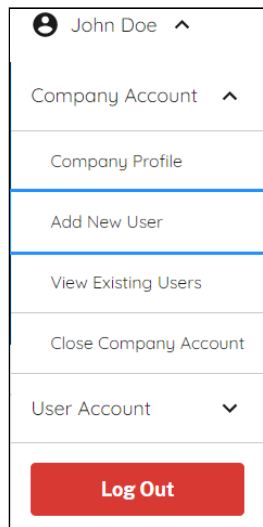 John Doe
Company Account
Company Profile
Add New User
View Existing Users
Close Company Account
User Account
Log Out